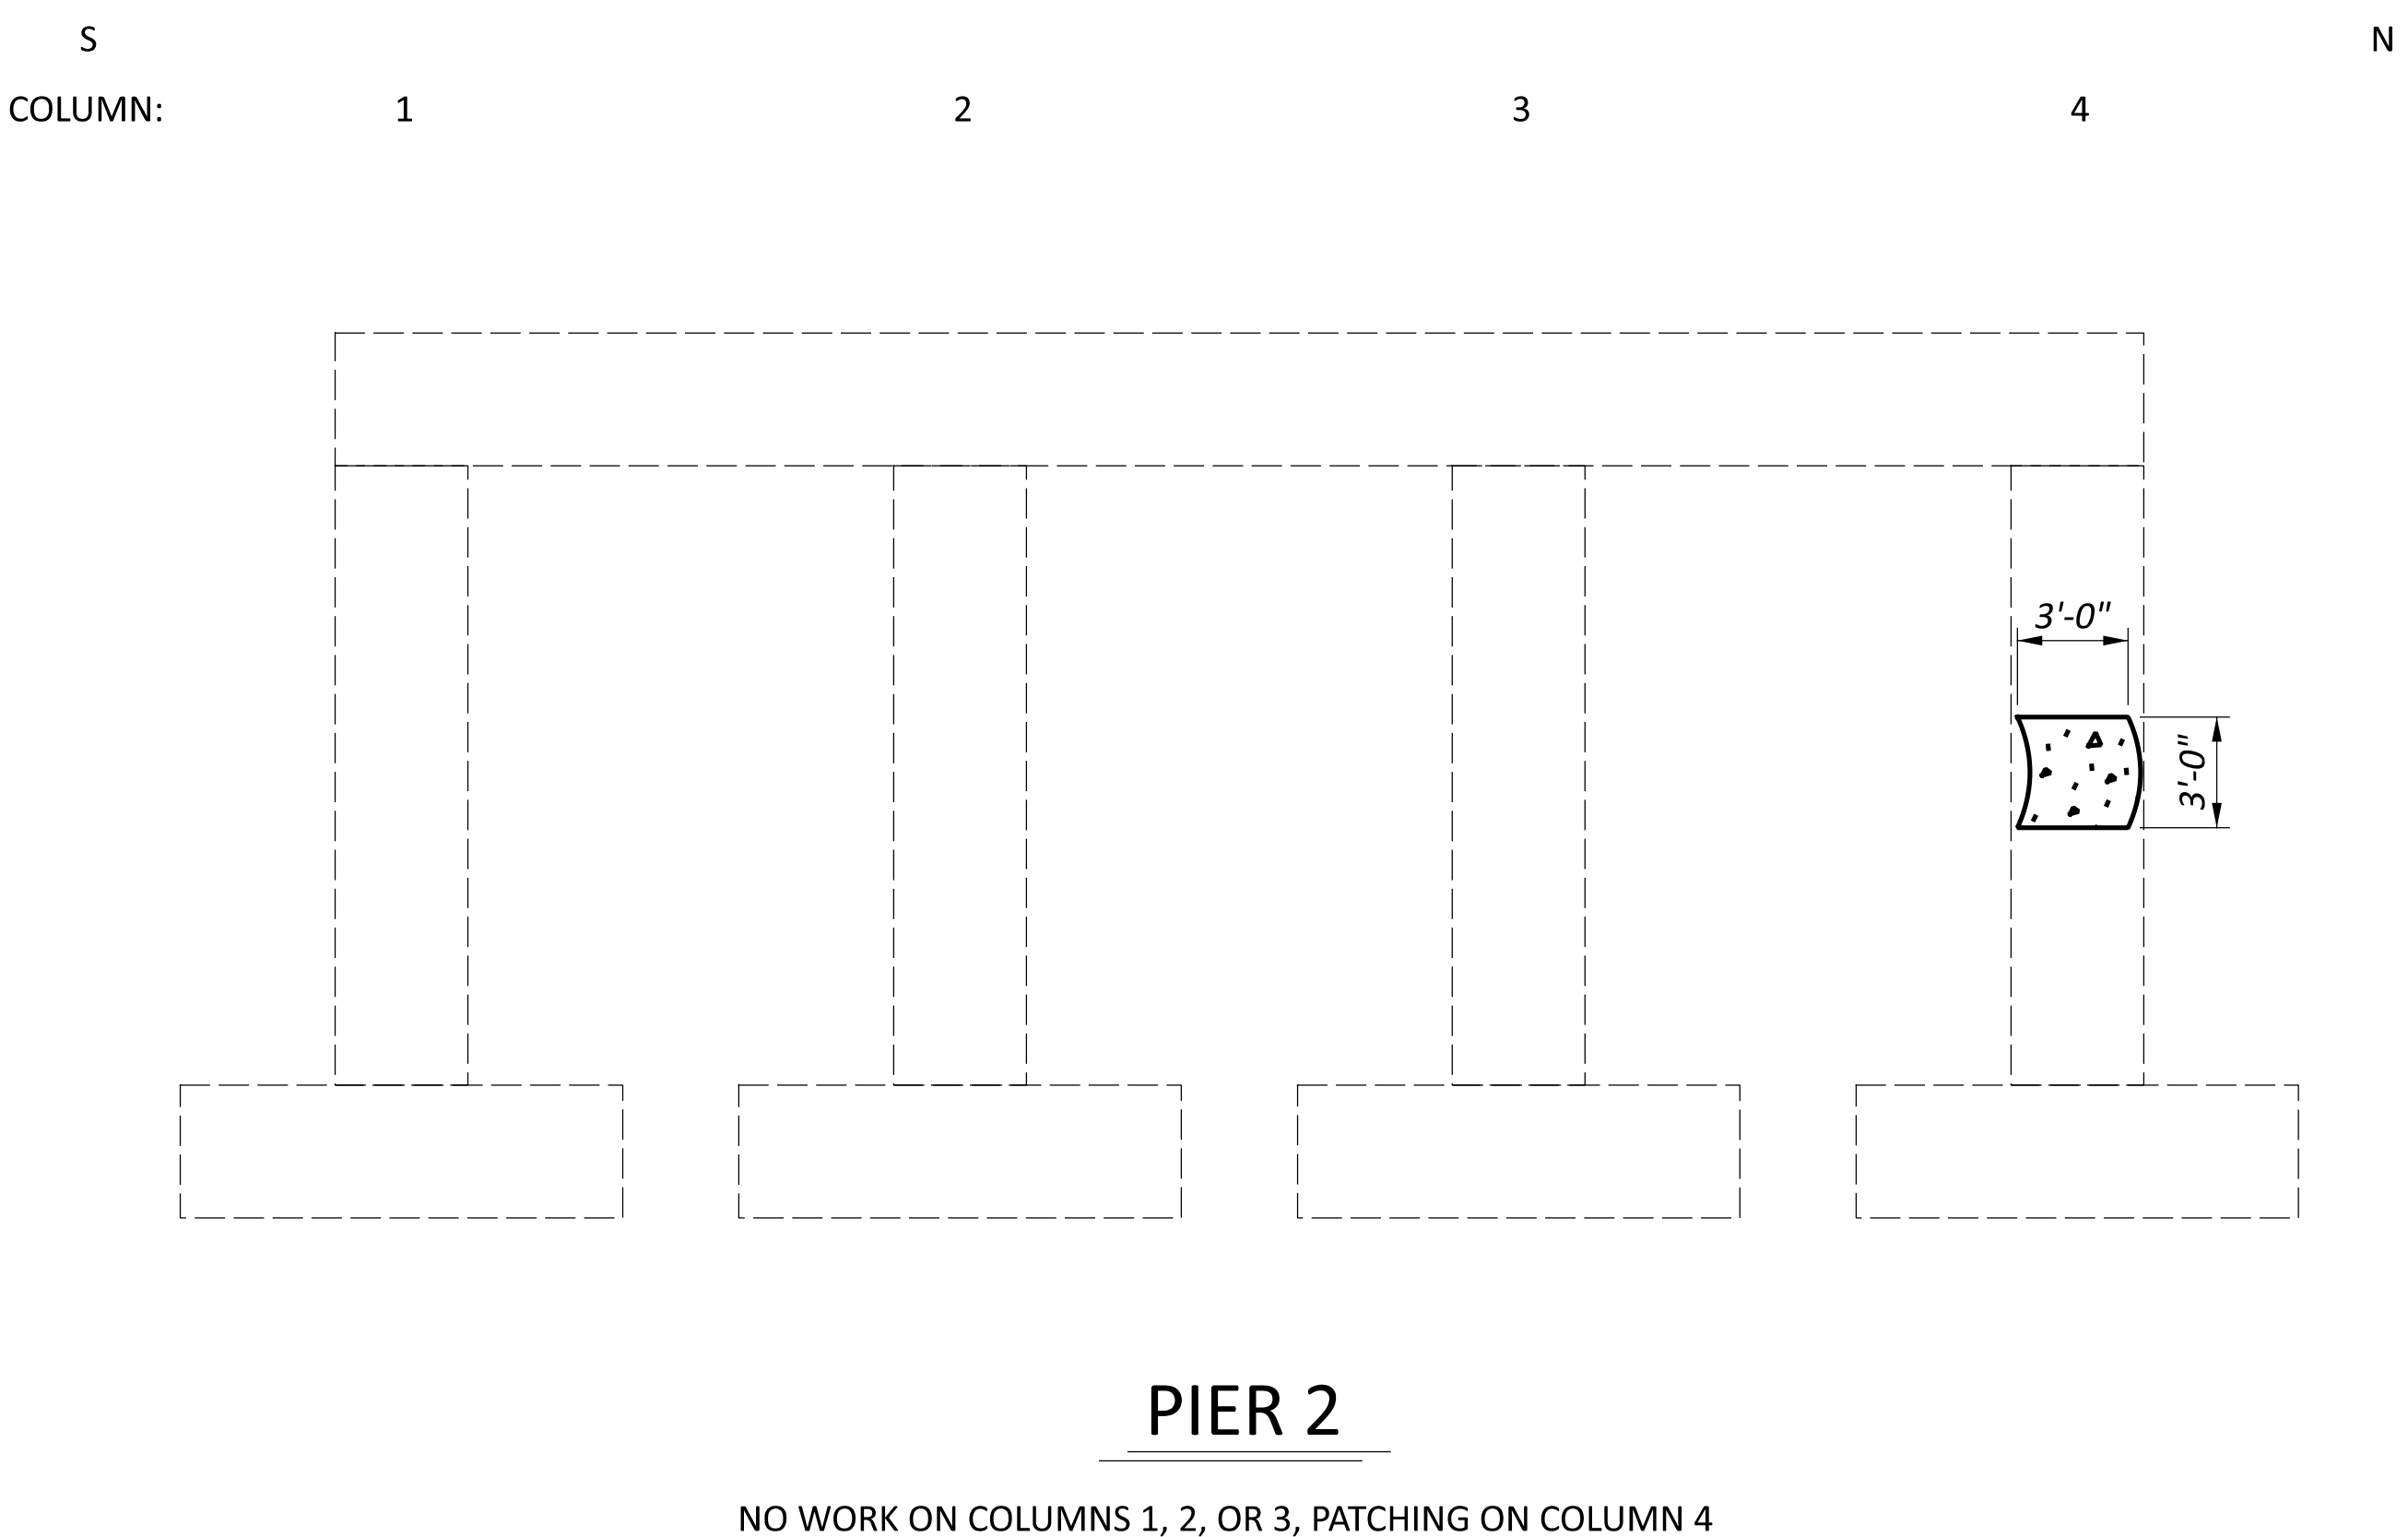 S N
COLUMN: 1 2 3 4
3'-0"
3'-0"
PIER 2
NO WORK ON COLUMNS 1, 2, OR 3, PATCHING ON COLUMN 4